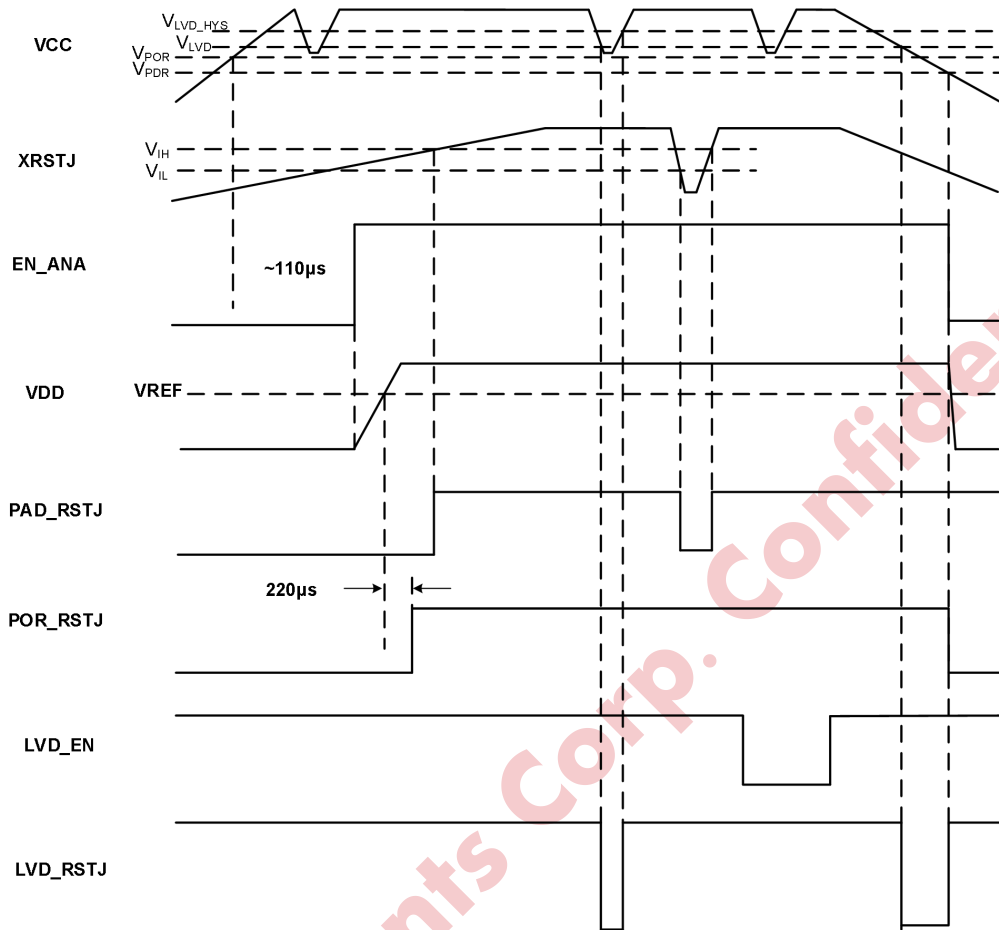 V_LVD_HYS
VCC
V_LVD
V_POR
V_PDR
XRSTJ
V_IH
V_IL
EN_ANA
~110µs
VDD
VREF
PAD_RSTJ
220µs
POR_RSTJ
LVD_EN
LVD_RSTJ
nts Corp. Confiden